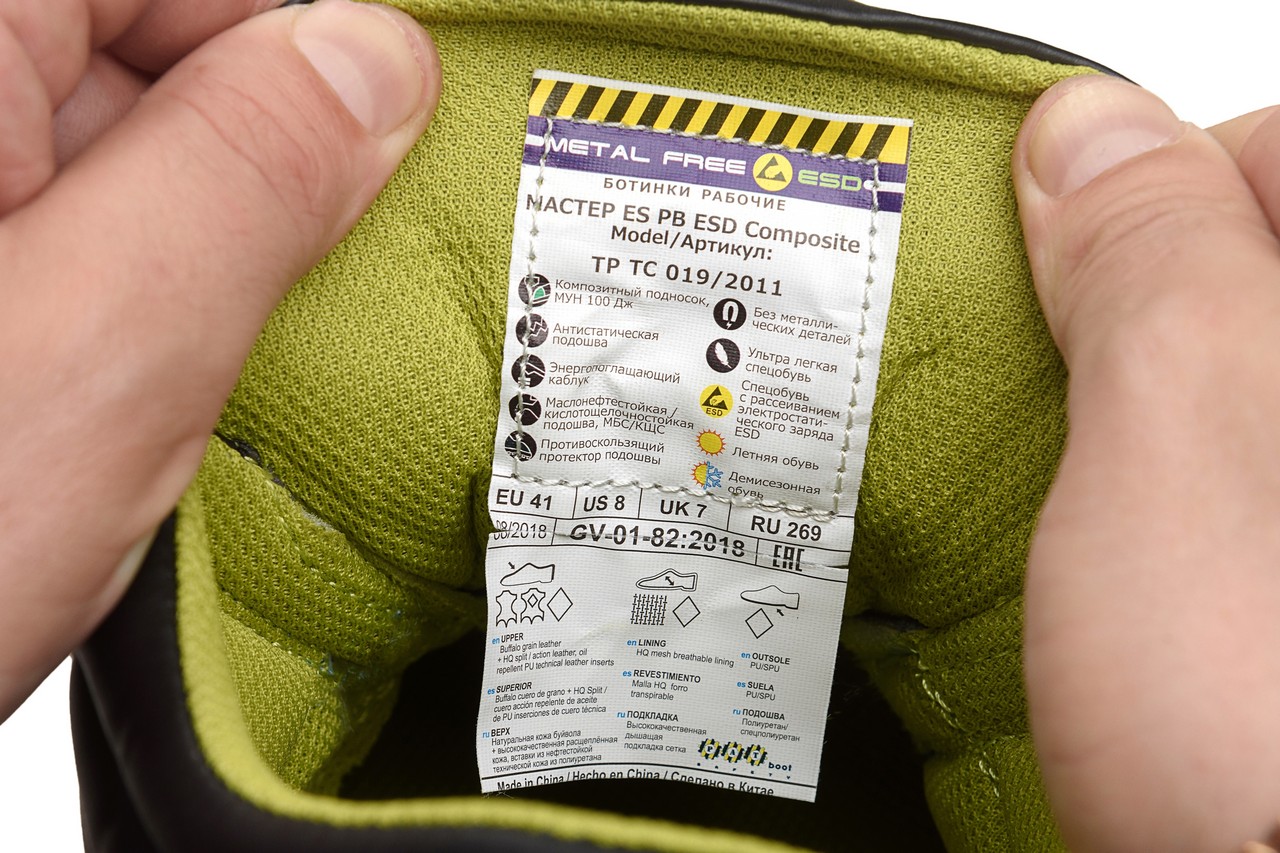 METAL FREE ESD
БОТИНКИ РАБОЧИЕ
МАСТЕР ES PB ESD Composite
Model/Артикул:
ТР ТС 019/2011
Композитный подносок,
МУН 100 Дж
Антистатическая
подошва
Энергопоглащающий
каблук
Маслонефтестойкая /
кислотощелочностойкая
подошва, МБС/КЩС
Противоскользящий
протектор подошвы
Без металли-
ческих деталей
Ультра легкая
спецобувь
ESD
Спецобувь
с рассеиванием
электростати-
ческого заряда
ESD
Летняя обувь
Демисезонная
обувь
EU 41 US 8 UK 7 RU 269
08/2018 GV-01-82:2018 EAC
en UPPER
Buffalo grain leather
+ HQ split / action leather, oil
repellent PU technical leather inserts
es SUPERIOR
Buffalo cuero de grano + HQ Split /
cuero acción repelente de aceite
de PU inserciones de cuero técnica
ru ВЕРХ
Натуральная кожа буйвола
+ высококачественная расщеплённая
кожа, вставки из нефтестойкой
технической кожи из полиуретана
en LINING
HQ mesh breathable lining
es REVESTIMIENTO
Malla HQ forro
transpirable
ru ПОДКЛАДКА
Высококачественная
дышащая
подкладка сетка
en OUTSOLE
PU/SPU
es SUELA
PU/SPU
ru ПОДОШВА
Полиуретан/
спецполиуретан
boot
SAFETY
Made in China / Hecho en China / Сделано в Китае